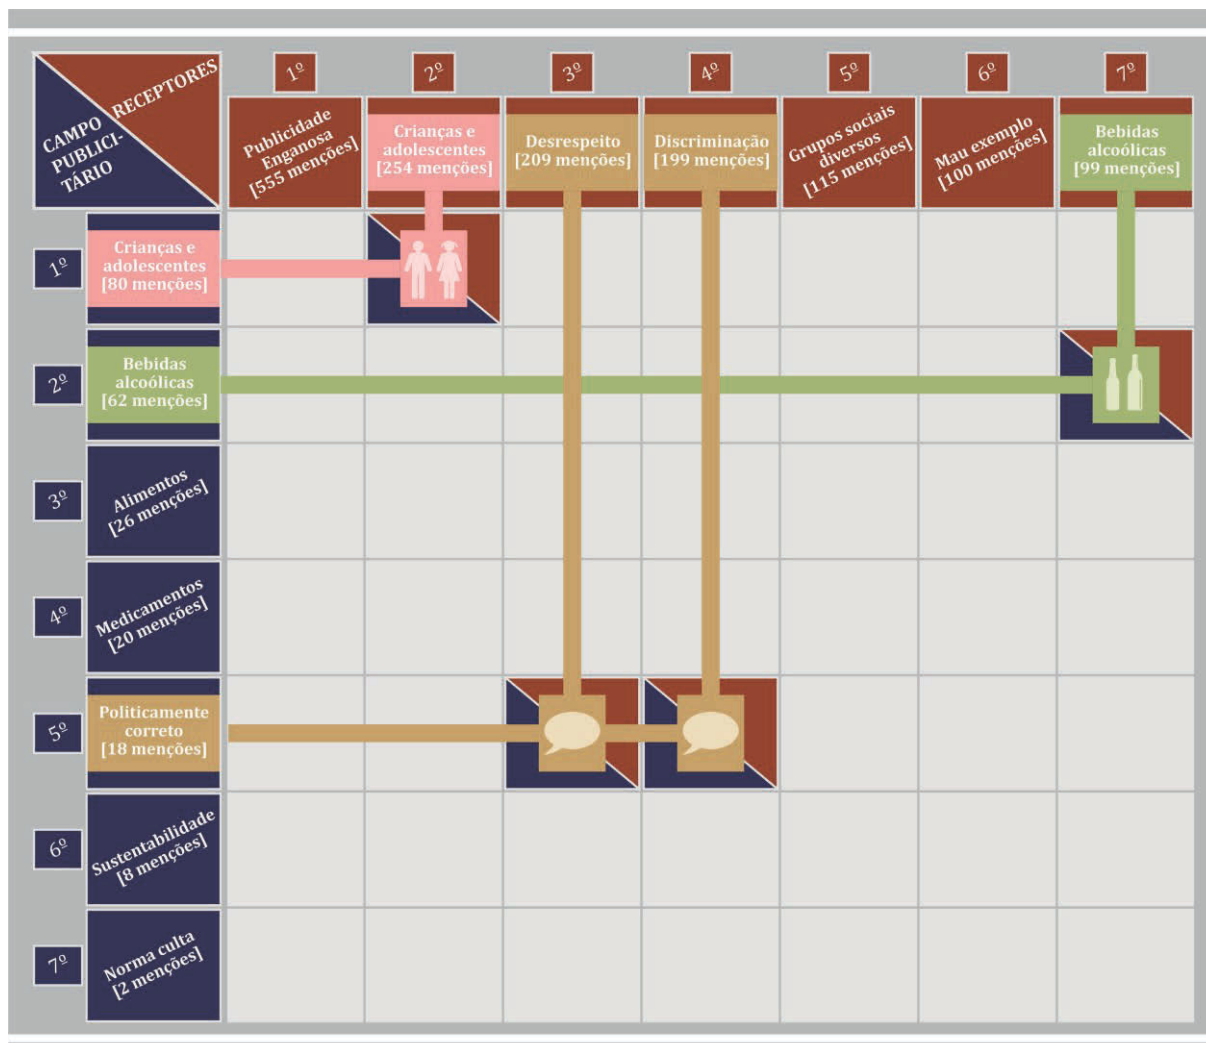 RECEPTORES
CAMPO
PUBLICI-
TÁRIO
1º
2º
3º
4º
5º
6º
7º
Publicidade
Enganosa
[555 menções]
Crianças e
adolescentes
[254 menções]
Desrespeito
[209 menções]
Discriminação
[199 menções]
Grupos sociais
diversos
[115 menções]
Mau exemplo
[100 menções]
Bebidas
alcoólicas
[99 menções]
1º
Crianças e
adolescentes
[80 menções]
2º
Bebidas
alcoólicas
[62 menções]
3º
Alimentos
[26 menções]
4º
Medicamentos
[20 menções]
5º
Politicamente
correto
[18 menções]
6º
Sustentabilidade
[8 menções]
7º
Norma culta
[2 menções]